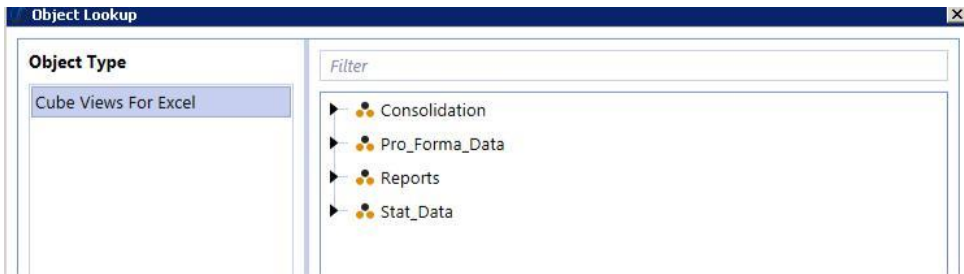 Object Lookup
Object Type
Filter
Cube Views For Excel
Consolidation
Pro_Forma_Data
Reports
Stat_Data